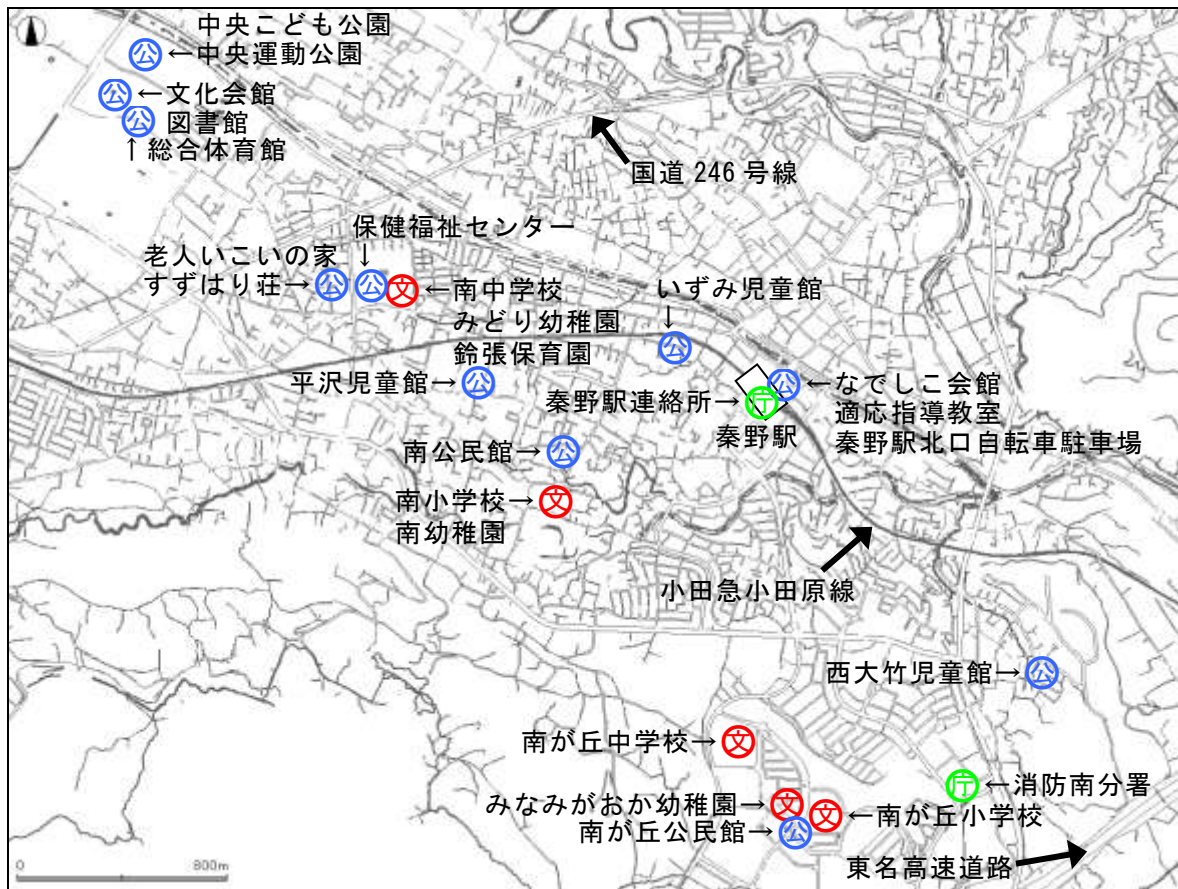 中央こども公園
公 ←中央運動公園
公 ←文化会館
公 図書館
↑総合体育館
国道246号線
保健福祉センター
↓
老人いこいの家
すずはり荘→公
公
文 ←南中学校
みどり幼稚園
鈴張保育園
いずみ児童館
↓
公
平沢児童館→公
公 ←なでしこ会館
適応指導教室
秦野駅北口自転車駐車場
秦野駅連絡所→庁
秦野駅
南公民館→公
南小学校→文
南幼稚園
小田急小田原線
西大竹児童館→公
南が丘中学校→文
庁 ←消防南分署
みなみがおか幼稚園→文
文 ←南が丘小学校
南が丘公民館→公
東名高速道路
0 800m